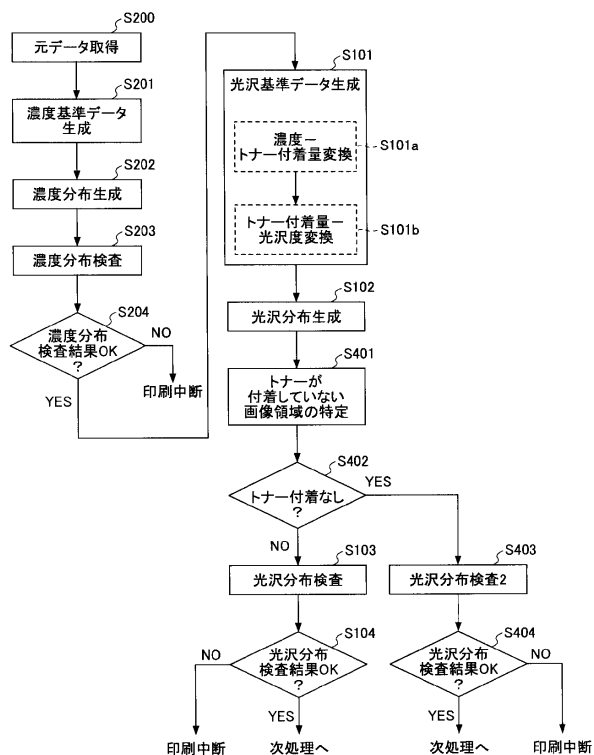 S200
元データ取得
S201
濃度基準データ
生成
S202
濃度分布生成
S203
濃度分布検査
S204
濃度分布
検査結果OK
?
NO
印刷中断
YES
S101
光沢基準データ生成
濃度ー
トナー付着量変換
S101a
トナー付着量ー
光沢度変換
S101b
S102
光沢分布生成
S401
トナーが
付着していない
画像領域の特定
S402
トナー付着なし
?
YES
NO
S103
光沢分布検査
S104
光沢分布
検査結果OK
?
NO
YES
印刷中断
次処理へ
S403
光沢分布検査2
S404
光沢分布
検査結果OK
?
NO
YES
次処理へ
印刷中断